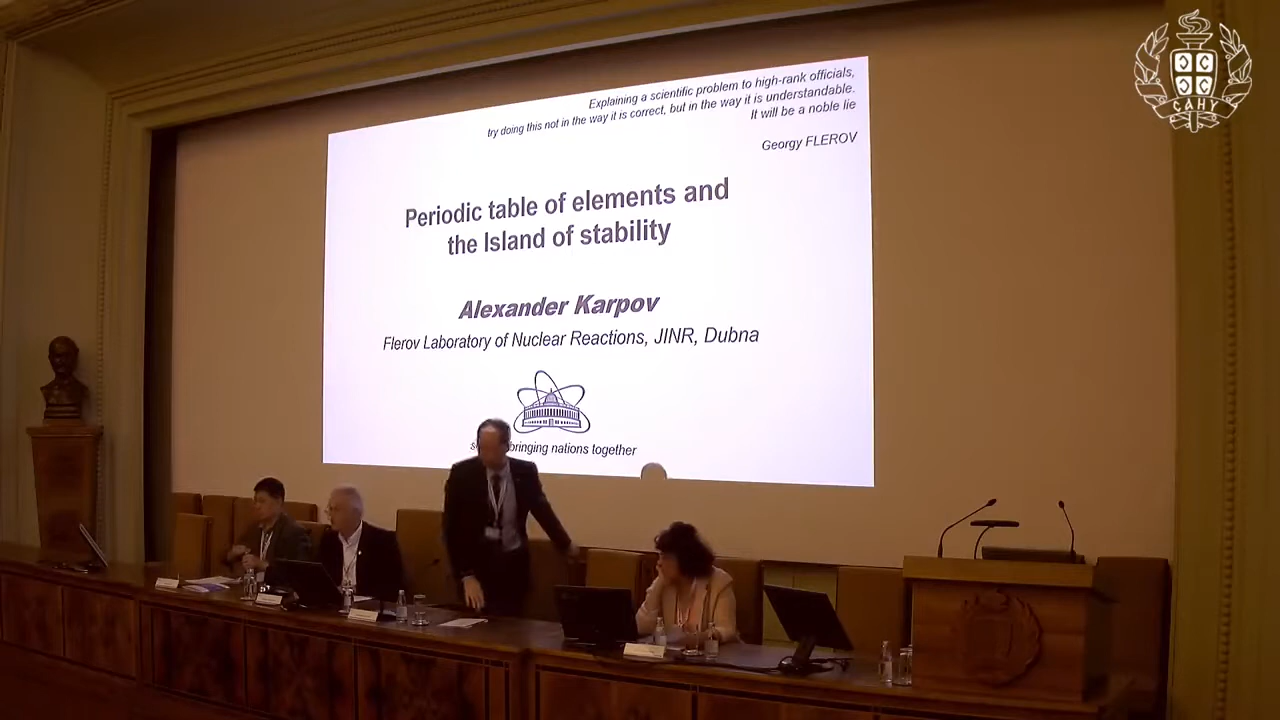 Explaining a scientific problem to high-rank officials,
try doing this not in the way it is correct, but in the way it is understandable.
It will be a noble lie
Georgy FLEROV
Periodic table of elements and
the Island of stability
Alexander Karpov
Flerov Laboratory of Nuclear Reactions, JINR, Dubna
bringing nations together
САНУ